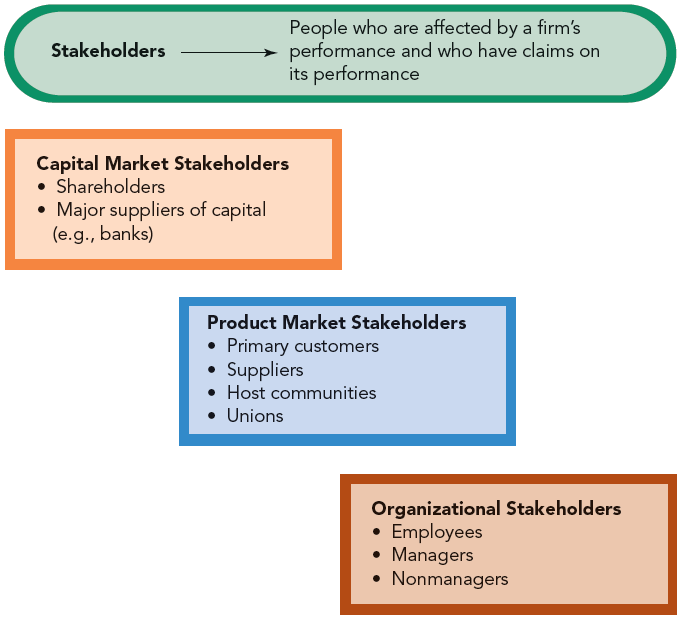 Stakeholders
People who are affected by a firm's
performance and who have claims on
its performance
Capital Market Stakeholders
• Shareholders
• Major suppliers of capital
(e.g., banks)
Product Market Stakeholders
• Primary customers
• Suppliers
• Host communities
• Unions
Organizational Stakeholders
• Employees
• Managers
• Nonmanagers